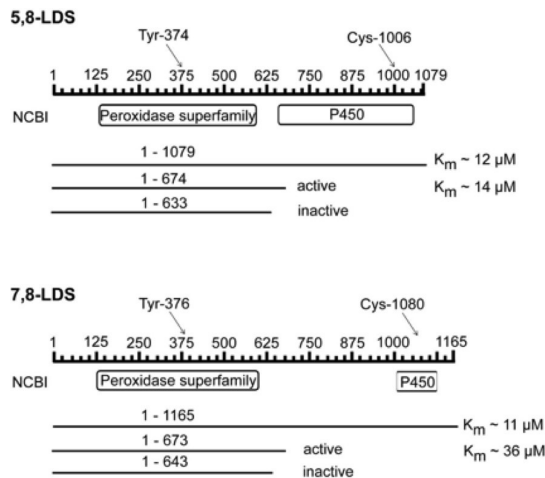 5,8-LDS
Tyr-374 Cys-1006
1 125 250 375 500 625 750 875 1000 1079
NCBI Peroxidase superfamily P450
1 - 1079 Km ~ 12 µM
1 - 674 active Km ~ 14 µM
1 - 633 inactive
7,8-LDS
Tyr-376 Cys-1080
1 125 250 375 500 625 750 875 1000 1165
NCBI Peroxidase superfamily P450
1 - 1165 Km ~ 11 µM
1 - 673 active Km ~ 36 µM
1 - 643 inactive